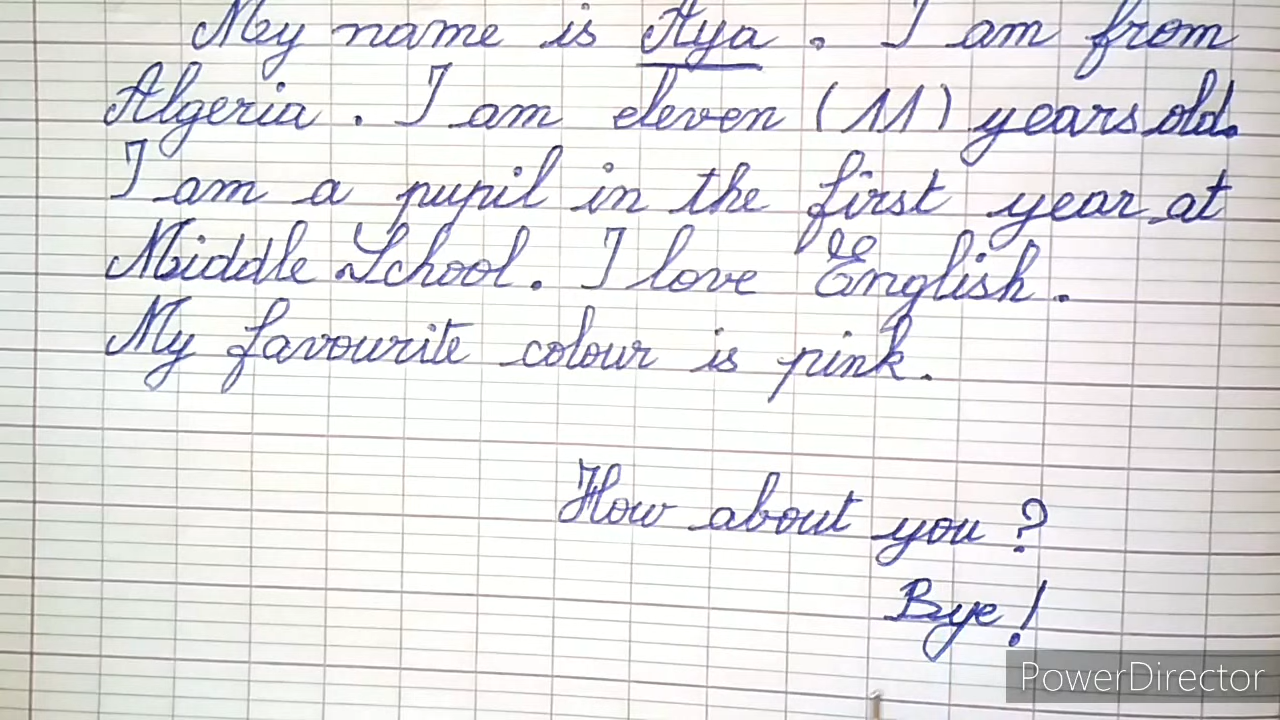 My name is Aya . I am from
Algeria . I am eleven (11) years old.
I am a pupil in the first year at
Middle School . I love English .
My favourite colour is pink .
How about you ?
Bye !
PowerDirector